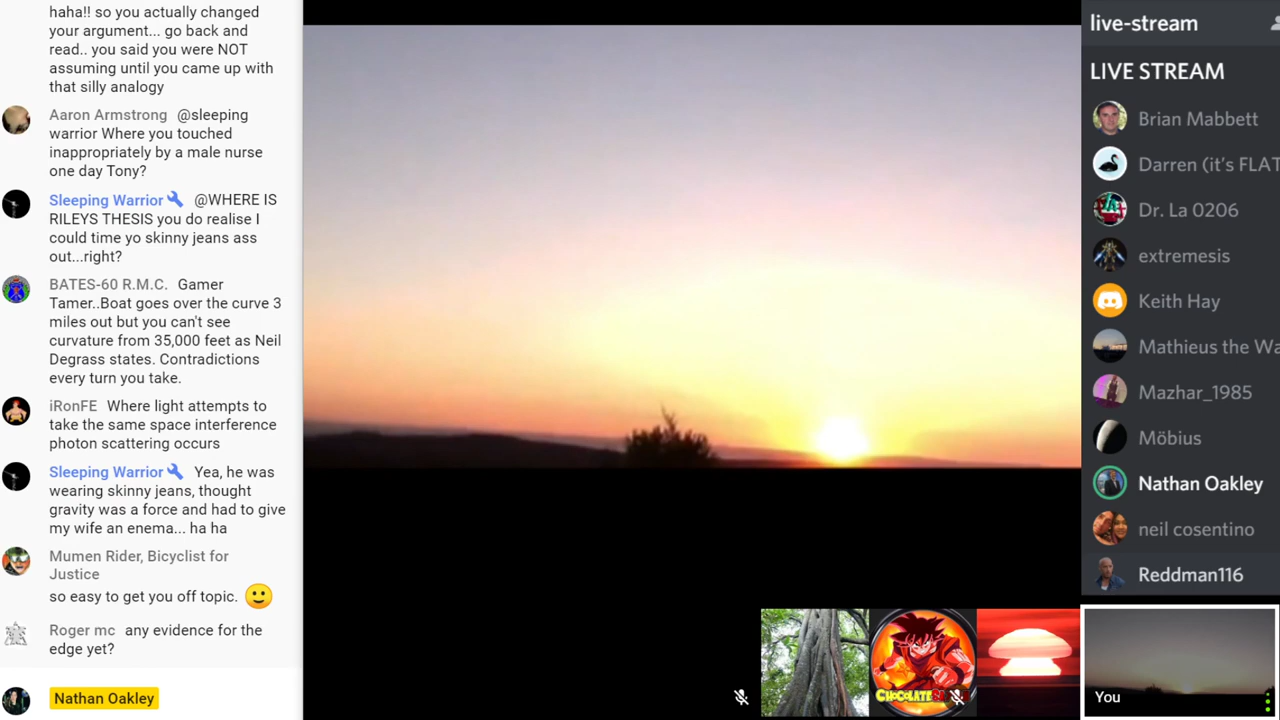 haha!! so you actually changed
your argument... go back and
read.. you said you were NOT
assuming until you came up with
that silly analogy
Aaron Armstrong @sleeping
warrior Where you touched
inappropriately by a male nurse
one day Tony?
Sleeping Warrior @WHERE IS
RILEYS THESIS you do realise I
could time yo skinny jeans ass
out...right?
BATES-60 R.M.C. Gamer
Tamer..Boat goes over the curve 3
miles out but you can't see
curvature from 35,000 feet as Neil
Degrass states. Contradictions
every turn you take.
iRonFE Where light attempts to
take the same space interference
photon scattering occurs
Sleeping Warrior Yea, he was
wearing skinny jeans, thought
gravity was a force and had to give
my wife an enema... ha ha
Mumen Rider, Bicyclist for
Justice
so easy to get you off topic.
Roger mc any evidence for the
edge yet?
Nathan Oakley
live-stream
LIVE STREAM
Brian Mabbett
Darren (it's FLAT
Dr. La 0206
extremesis
Keith Hay
Mathieus the Wa
Mazhar_1985
Möbius
Nathan Oakley
neil cosentino
Reddman116
You